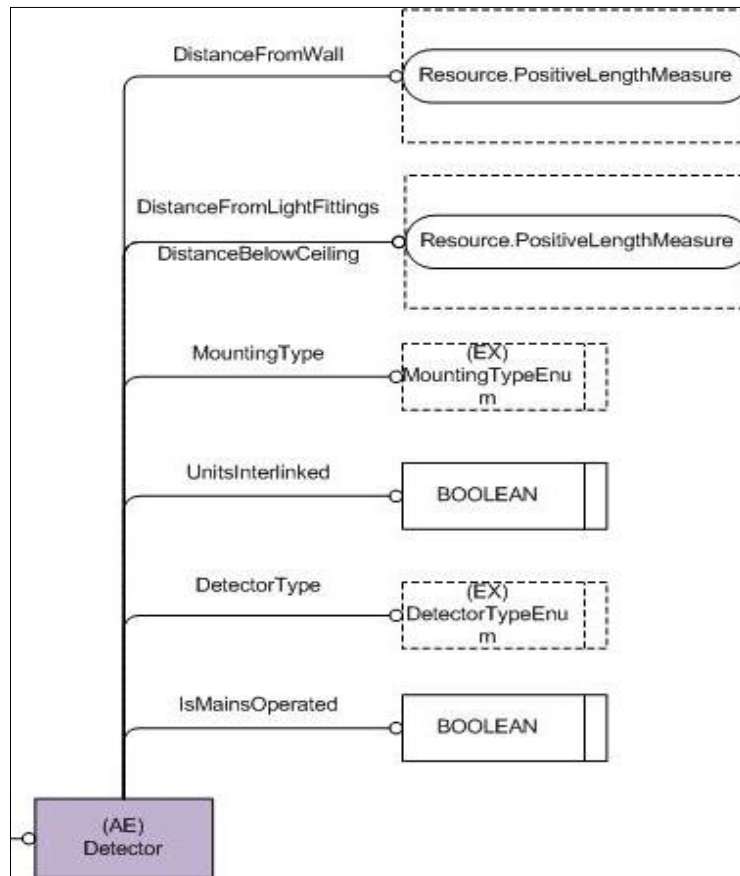 DistanceFromWall
Resource.PositiveLengthMeasure
DistanceFromLightFittings
Resource.PositiveLengthMeasure
DistanceBelowCeiling
MountingType
(EX)
MountingTypeEnu
m
UnitsInterlinked
BOOLEAN
DetectorType
(EX)
DetectorTypeEnu
m
IsMainsOperated
BOOLEAN
(AE)
Detector